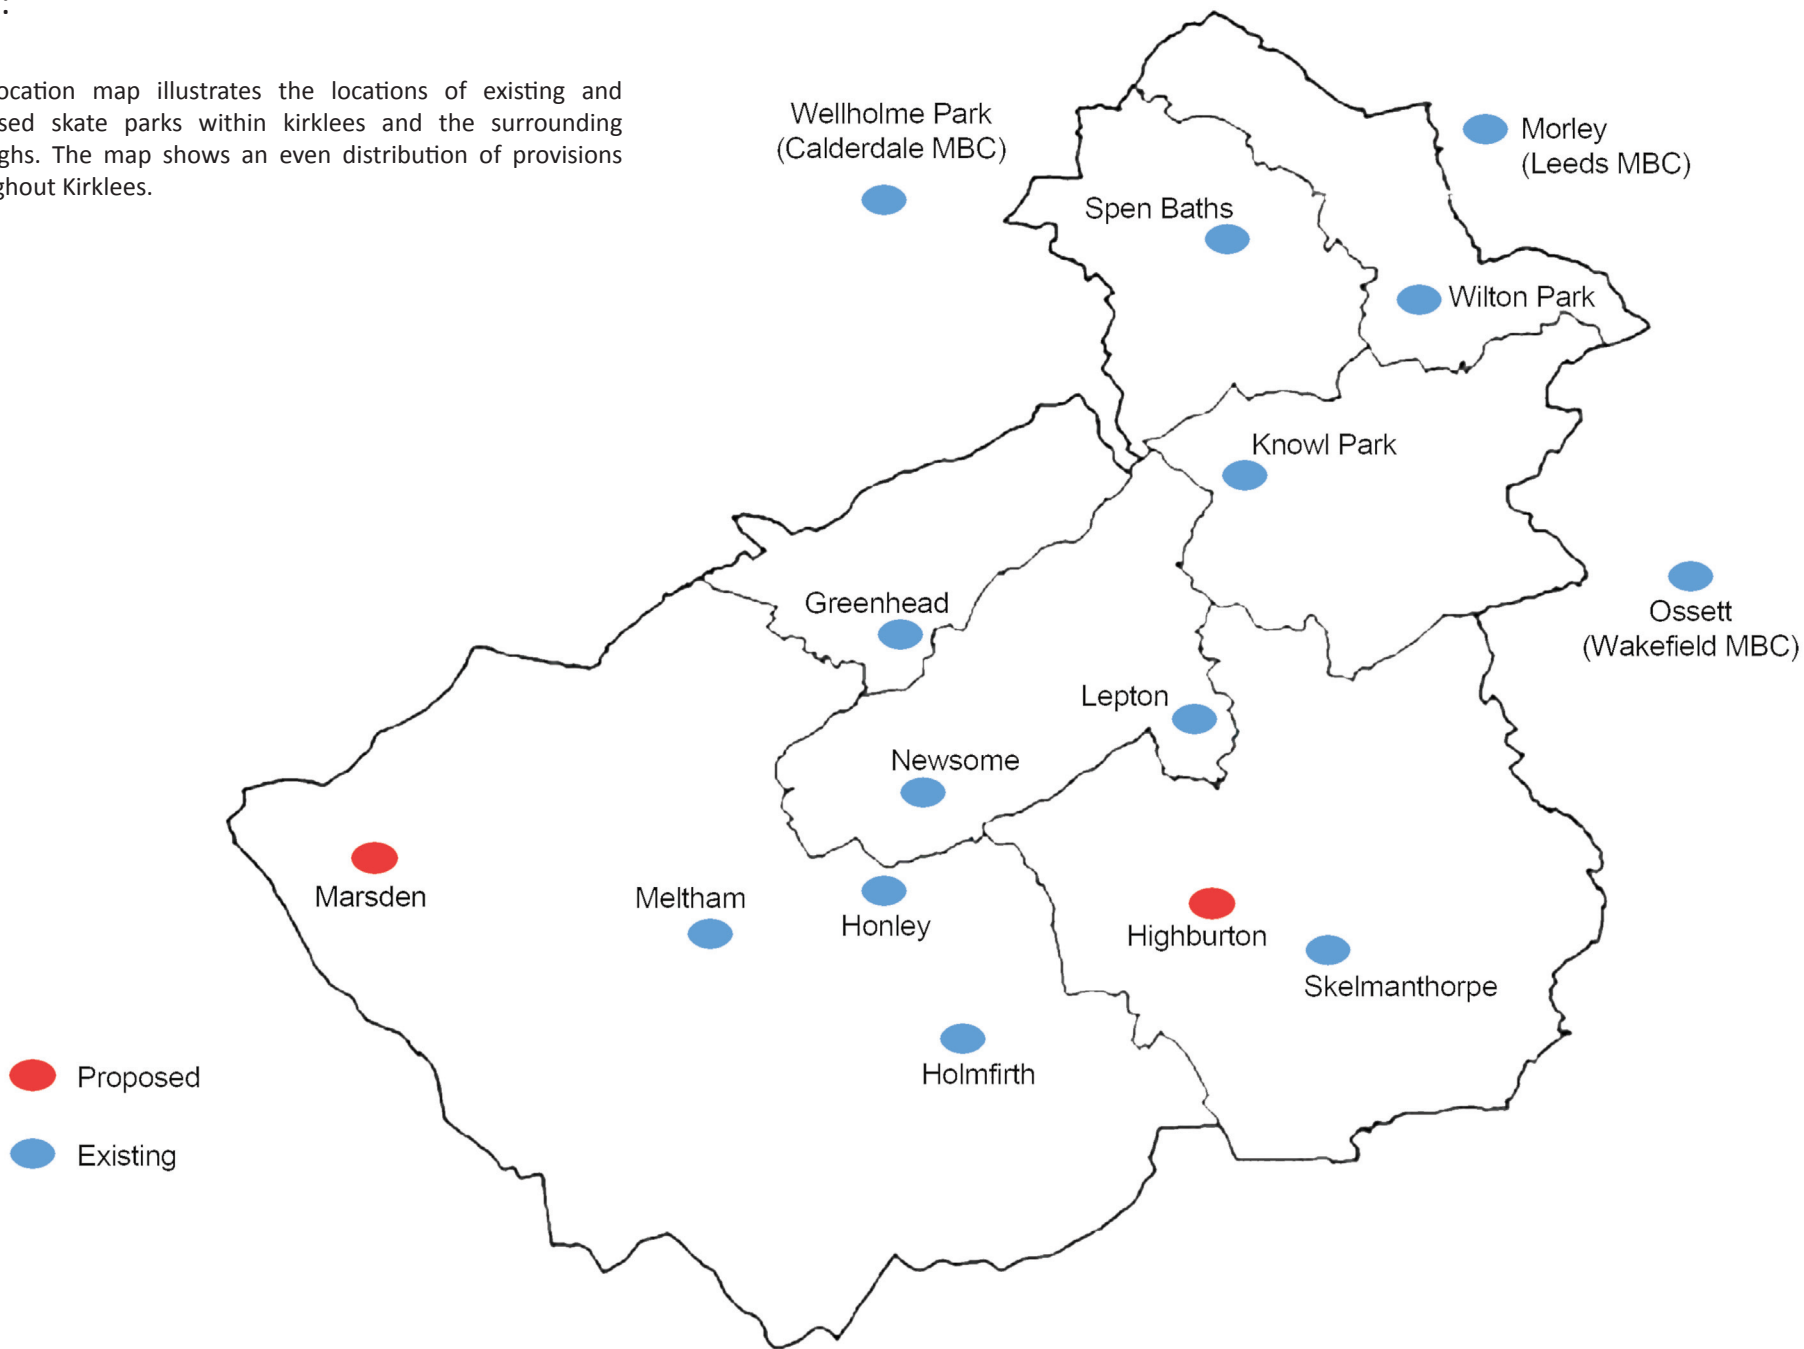 ocation map illustrates the locations of existing and
sed skate parks within kirklees and the surrounding
ghs. The map shows an even distribution of provisions
ghout Kirklees.
Wellholme Park
(Calderdale MBC)
Morley
(Leeds MBC)
Spen Baths
Wilton Park
Knowl Park
Ossett
(Wakefield MBC)
Greenhead
Lepton
Newsome
Marsden
Meltham
Honley
Highburton
Skelmanthorpe
Holmfirth
Proposed
Existing